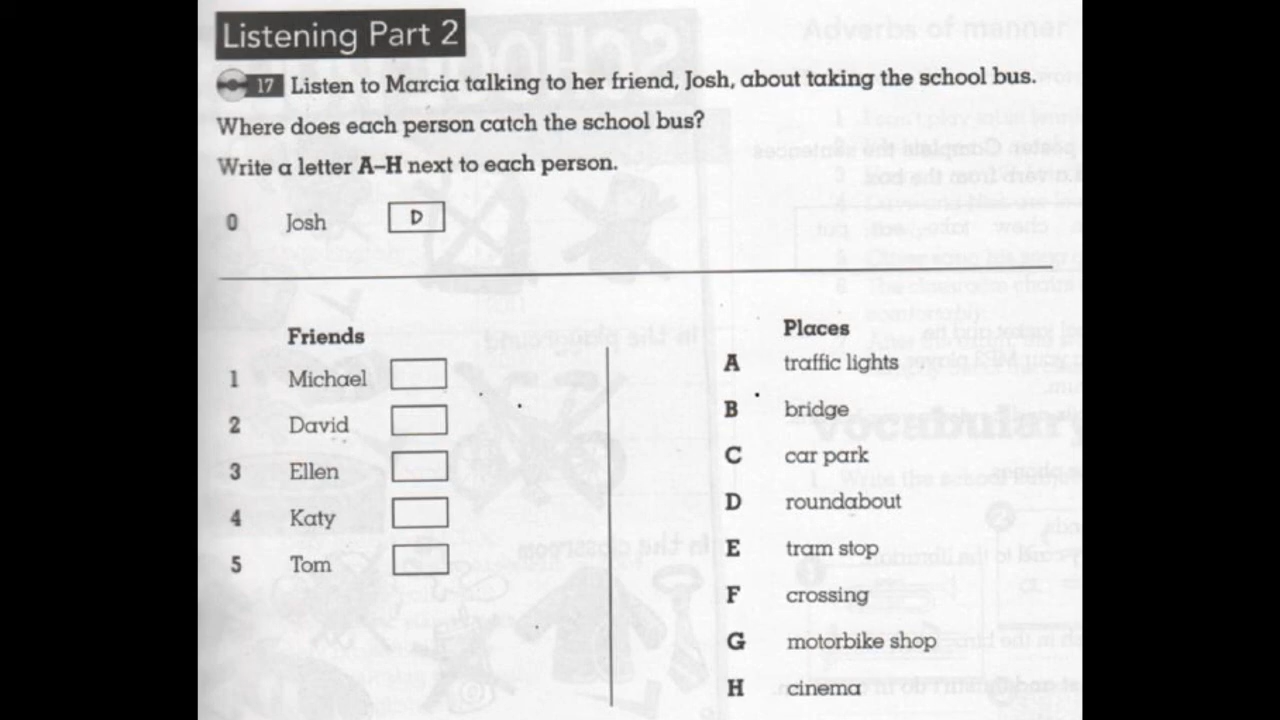 Listening Part 2
17 Listen to Marcia talking to her friend, Josh, about taking the school bus.
Where does each person catch the school bus?
Write a letter A–H next to each person.
0 Josh D
Friends
1 Michael
2 David
3 Ellen
4 Katy
5 Tom
Places
A traffic lights
B bridge
C car park
D roundabout
E tram stop
F crossing
G motorbike shop
H cinema